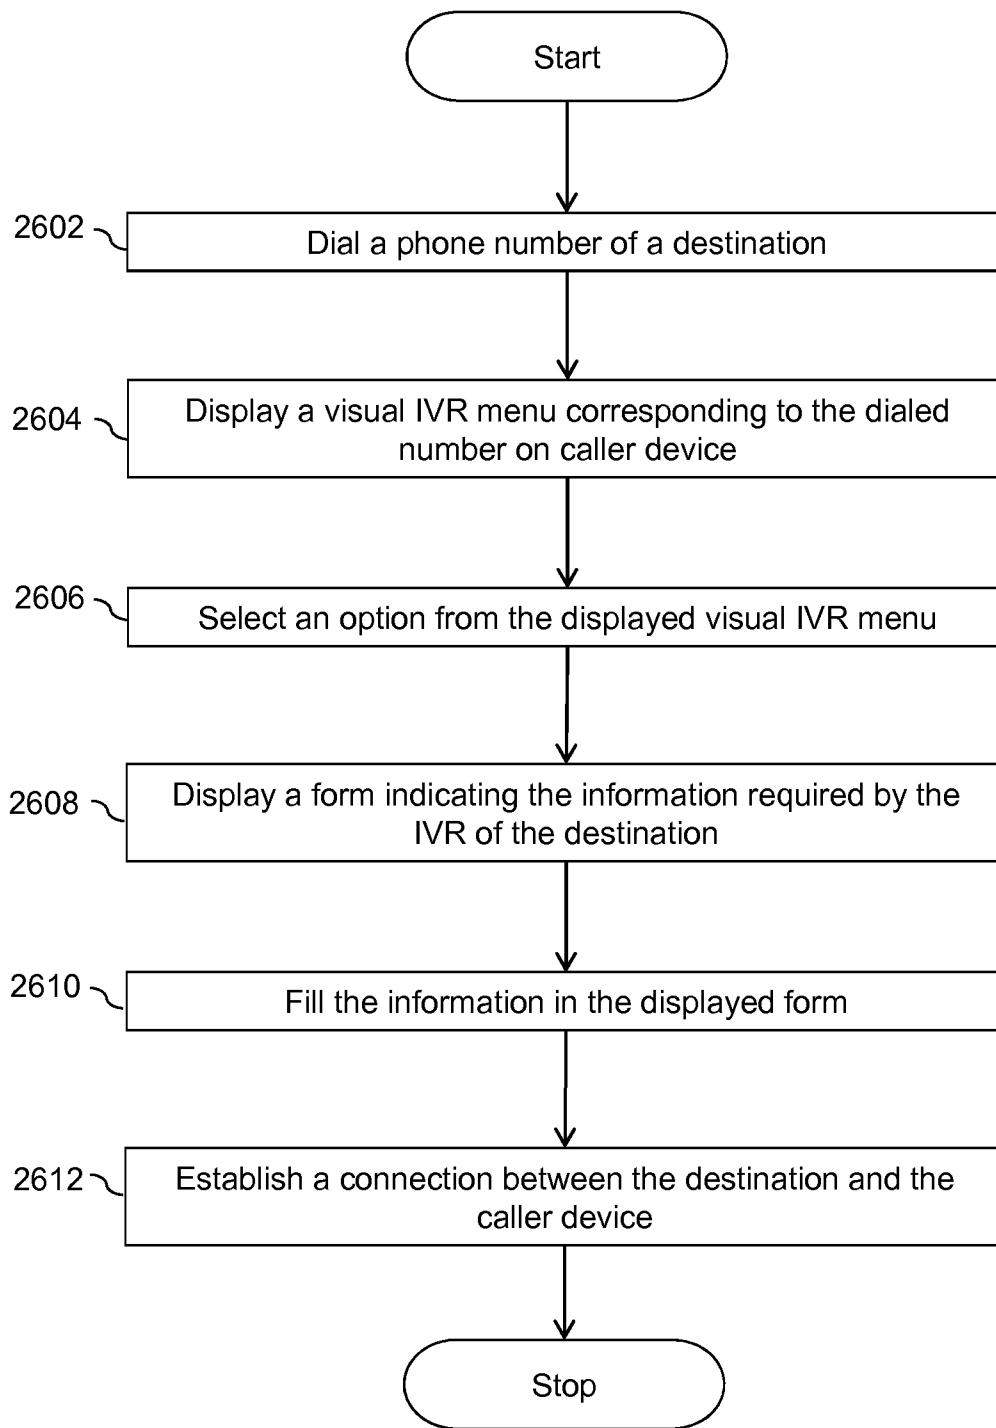 Start
2602
Dial a phone number of a destination
2604
Display a visual IVR menu corresponding to the dialed
number on caller device
2606
Select an option from the displayed visual IVR menu
2608
Display a form indicating the information required by the
IVR of the destination
2610
Fill the information in the displayed form
2612
Establish a connection between the destination and the
caller device
Stop